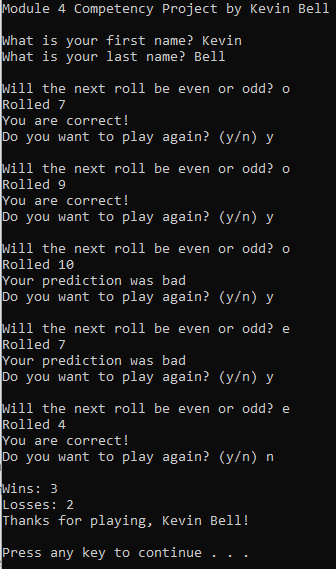 Module 4 Competency Project by Kevin Bell
What is your first name? Kevin
What is your last name? Bell
Will the next roll be even or odd? o
Rolled 7
You are correct!
Do you want to play again? (y/n) y
Will the next roll be even or odd? o
Rolled 9
You are correct!
Do you want to play again? (y/n) y
Will the next roll be even or odd? o
Rolled 10
Your prediction was bad
Do you want to play again? (y/n) y
Will the next roll be even or odd? e
Rolled 7
Your prediction was bad
Do you want to play again? (y/n) y
Will the next roll be even or odd? e
Rolled 4
You are correct!
Do you want to play again? (y/n) n
Wins: 3
Losses: 2
Thanks for playing, Kevin Bell!
Press any key to continue . . .